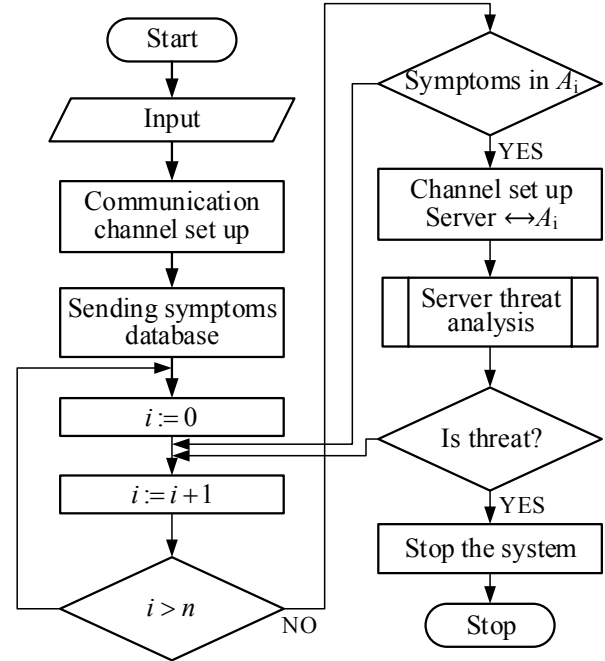 Start
Input
Communication
channel set up
Sending symptoms
database
i := 0
i := i + 1
i > n
NO
Symptoms in Ai
YES
Channel set up
Server ↔Ai
Server threat
analysis
Is threat?
YES
Stop the system
Stop